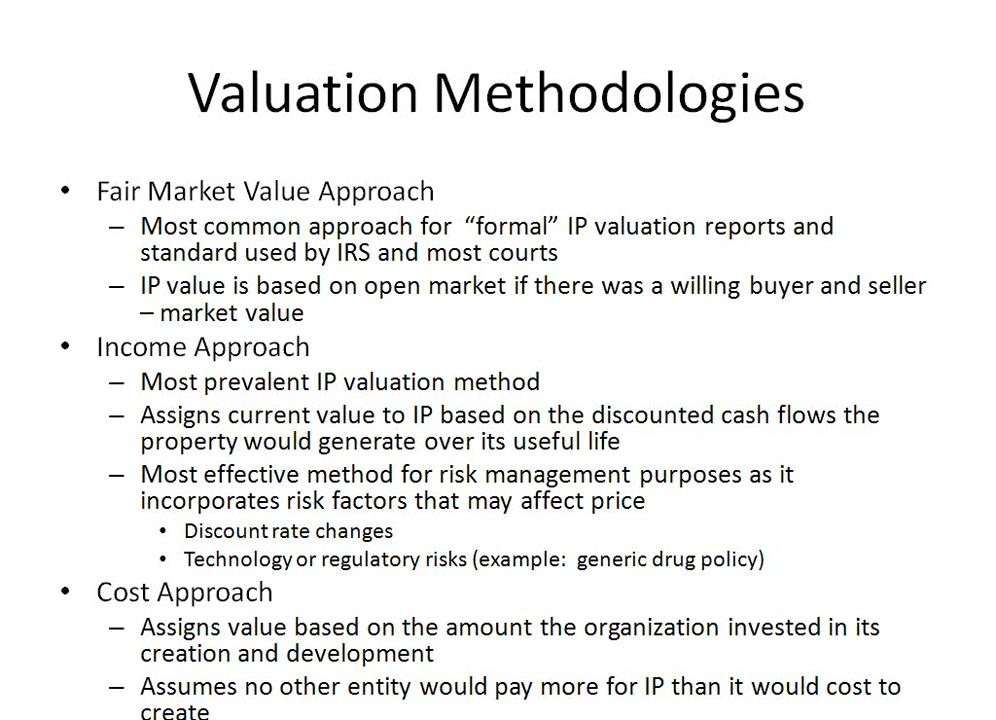 Valuation Methodologies
• Fair Market Value Approach
– Most common approach for “formal” IP valuation reports and
standard used by IRS and most courts
– IP value is based on open market if there was a willing buyer and seller
– market value
• Income Approach
– Most prevalent IP valuation method
– Assigns current value to IP based on the discounted cash flows the
property would generate over its useful life
– Most effective method for risk management purposes as it
incorporates risk factors that may affect price
• Discount rate changes
• Technology or regulatory risks (example: generic drug policy)
• Cost Approach
– Assigns value based on the amount the organization invested in its
creation and development
– Assumes no other entity would pay more for IP than it would cost to
create